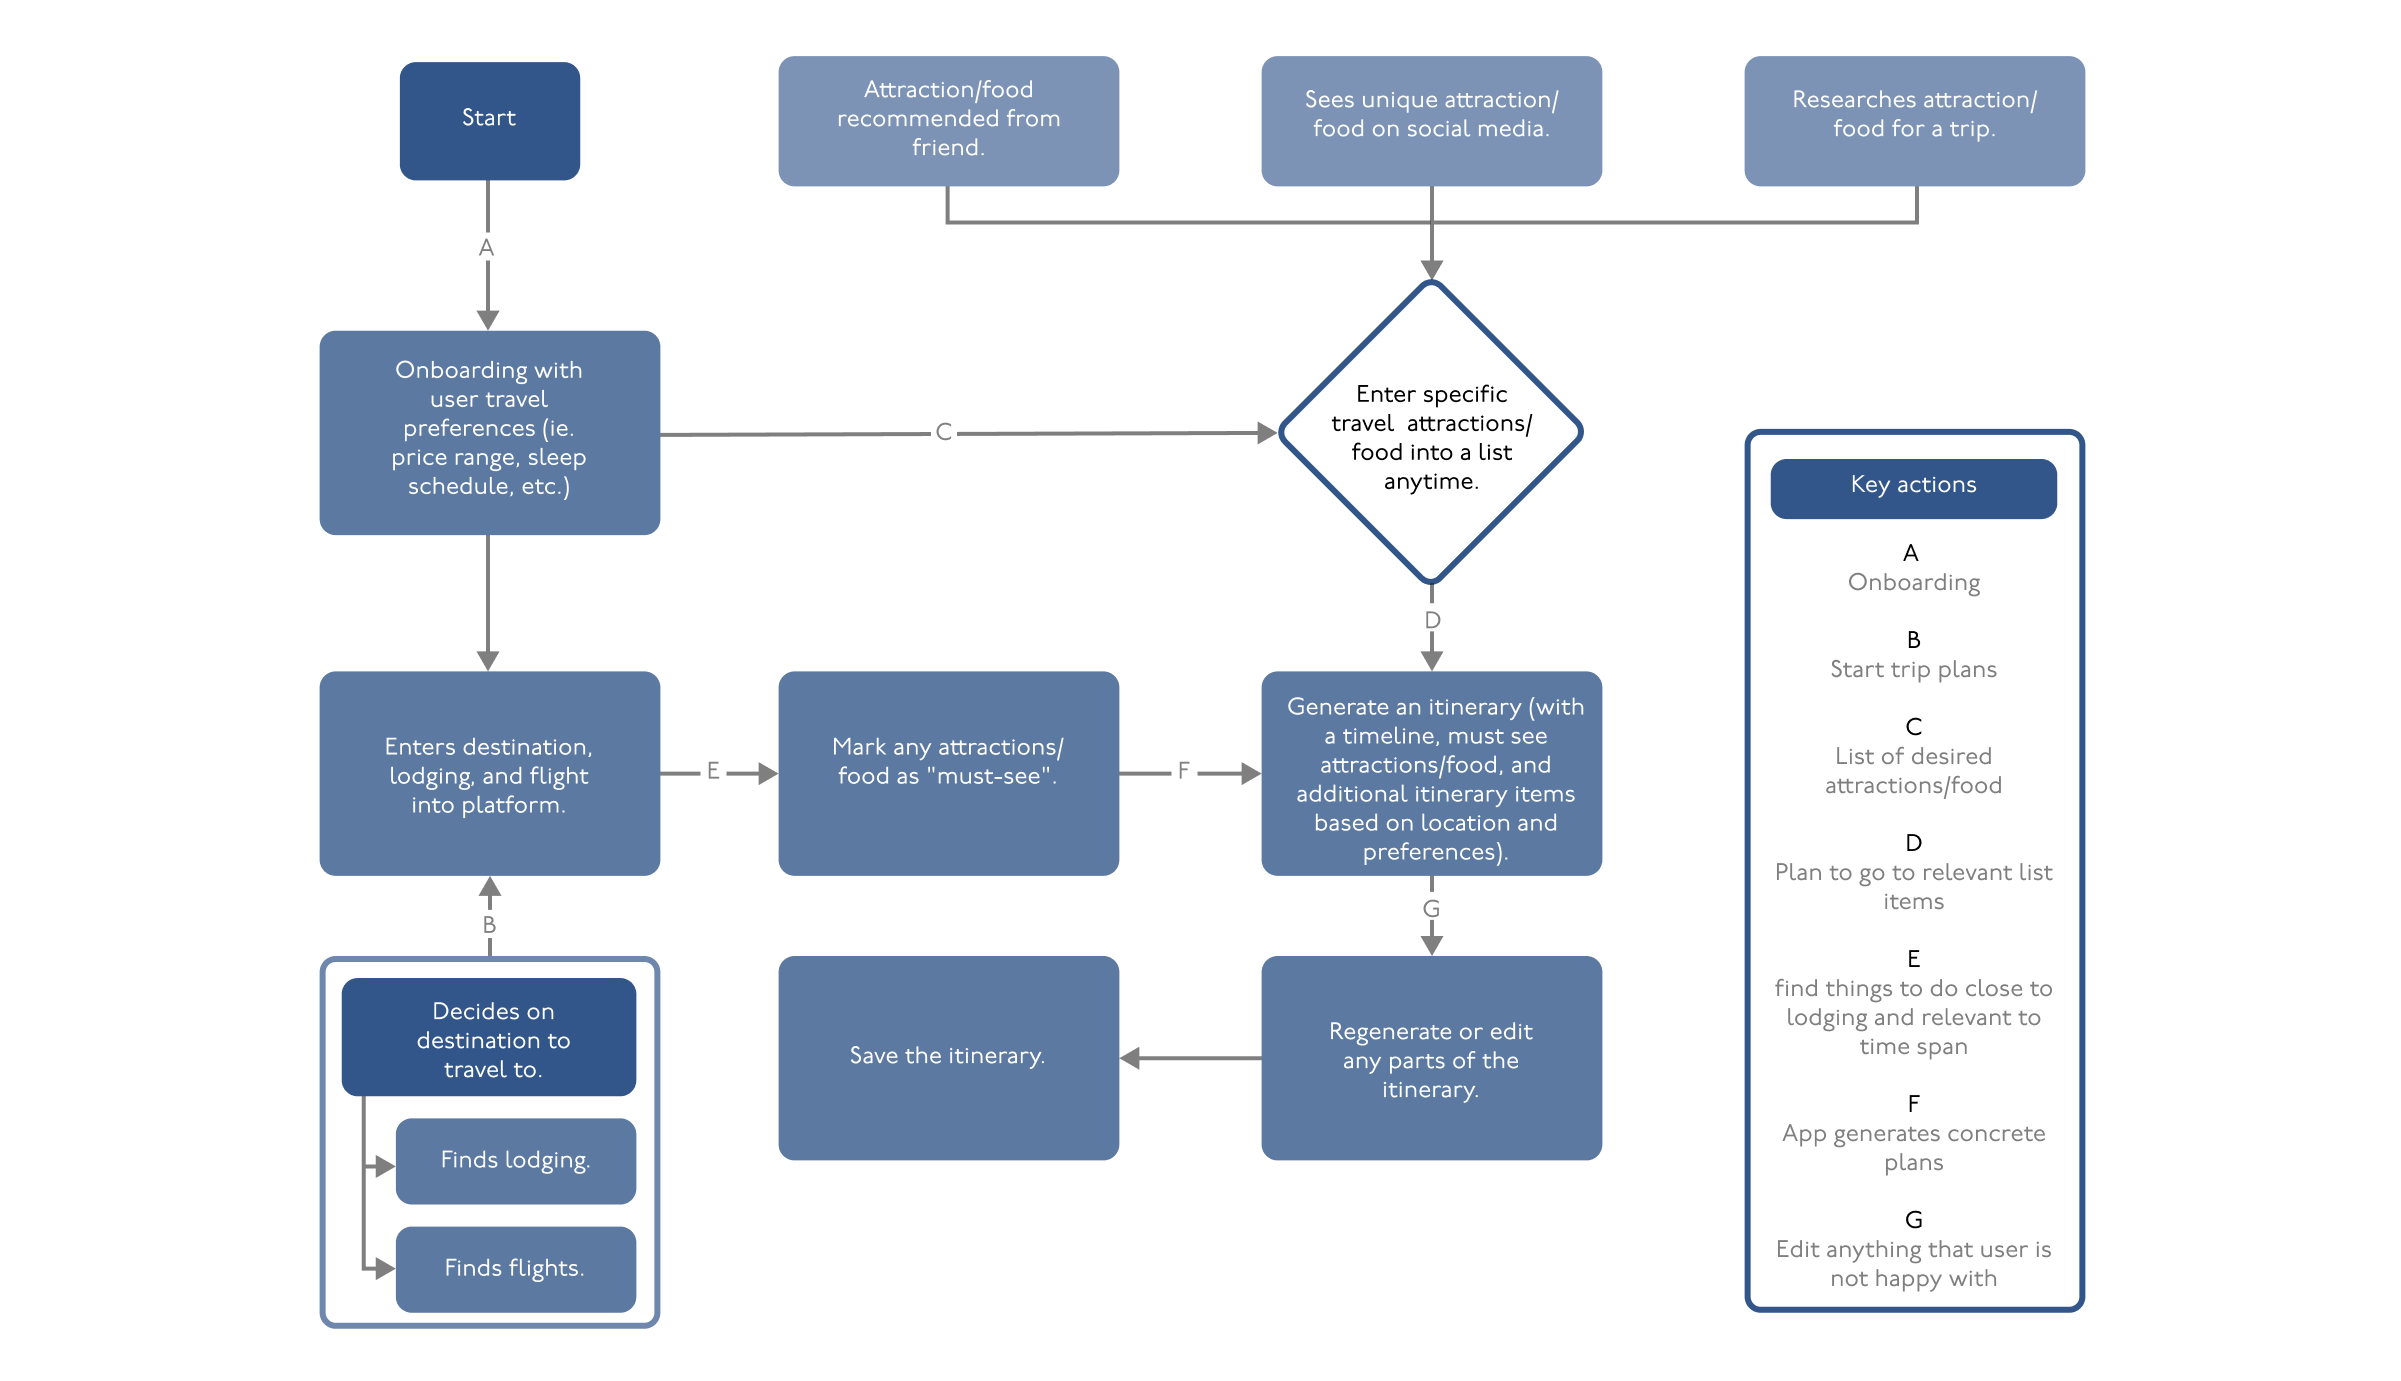 Start
Attraction/food
recommended from
friend.
Sees unique attraction/
food on social media.
Researches attraction/
food for a trip.
A
Onboarding with
user travel
preferences (ie.
price range, sleep
schedule, etc.)
C
Enter specific
travel attractions/
food into a list
anytime.
D
Enters destination,
lodging, and flight
into platform.
E
Mark any attractions/
food as "must-see".
F
Generate an itinerary (with
a timeline, must see
attractions/food, and
additional itinerary items
based on location and
preferences).
B
G
Decides on
destination to
travel to.
Finds lodging.
Finds flights.
Save the itinerary.
Regenerate or edit
any parts of the
itinerary.
Key actions
A
Onboarding
B
Start trip plans
C
List of desired
attractions/food
D
Plan to go to relevant list
items
E
find things to do close to
lodging and relevant to
time span
F
App generates concrete
plans
G
Edit anything that user is
not happy with